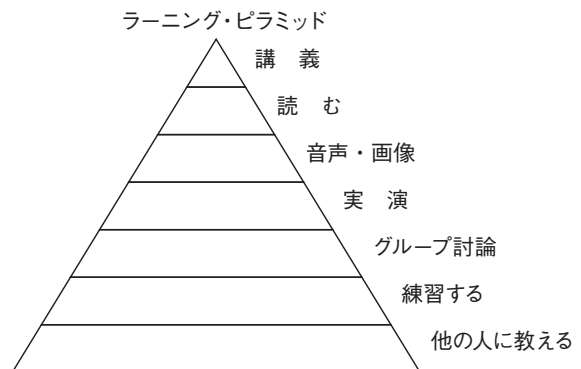 ラーニング・ピラミッド
講　義
読　む
音声・画像
実　演
グループ討論
練習する
他の人に教える